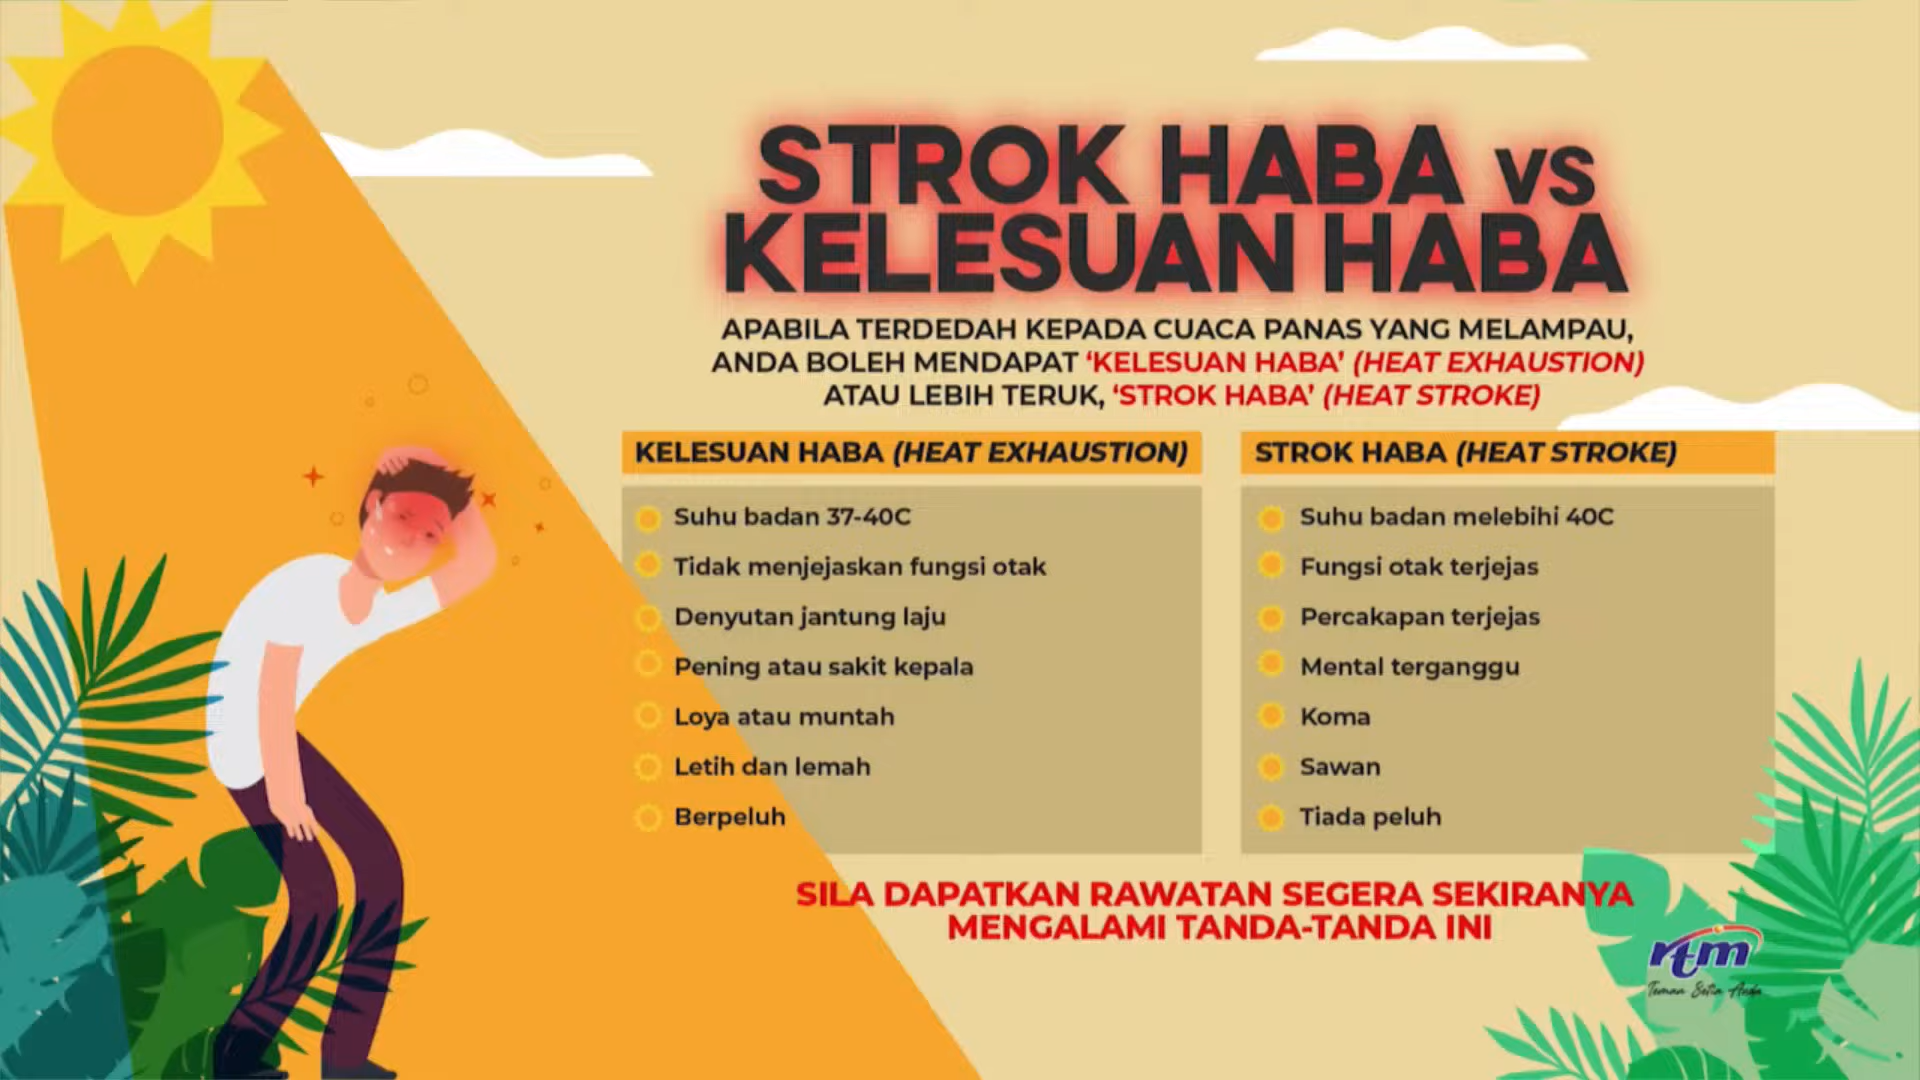 STROK HABA VS
KELESUAN HABA
APABILA TERDEDAH KEPADA CUACA PANAS YANG MELAMPAU,
ANDA BOLEH MENDAPAT ‘KELESUAN HABA’ (HEAT EXHAUSTION)
ATAU LEBIH TERUK, ‘STROK HABA’ (HEAT STROKE)
KELESUAN HABA (HEAT EXHAUSTION)
Suhu badan 37-40C
Tidak menjejaskan fungsi otak
Denyutan jantung laju
Pening atau sakit kepala
Loya atau muntah
Letih dan lemah
Berpeluh
STROK HABA (HEAT STROKE)
Suhu badan melebihi 40C
Fungsi otak terjejas
Percakapan terjejas
Mental terganggu
Koma
Sawan
Tiada peluh
SILA DAPATKAN RAWATAN SEGERA SEKIRANYA
MENGALAMI TANDA-TANDA INI
rtm
Teman Setia Anda